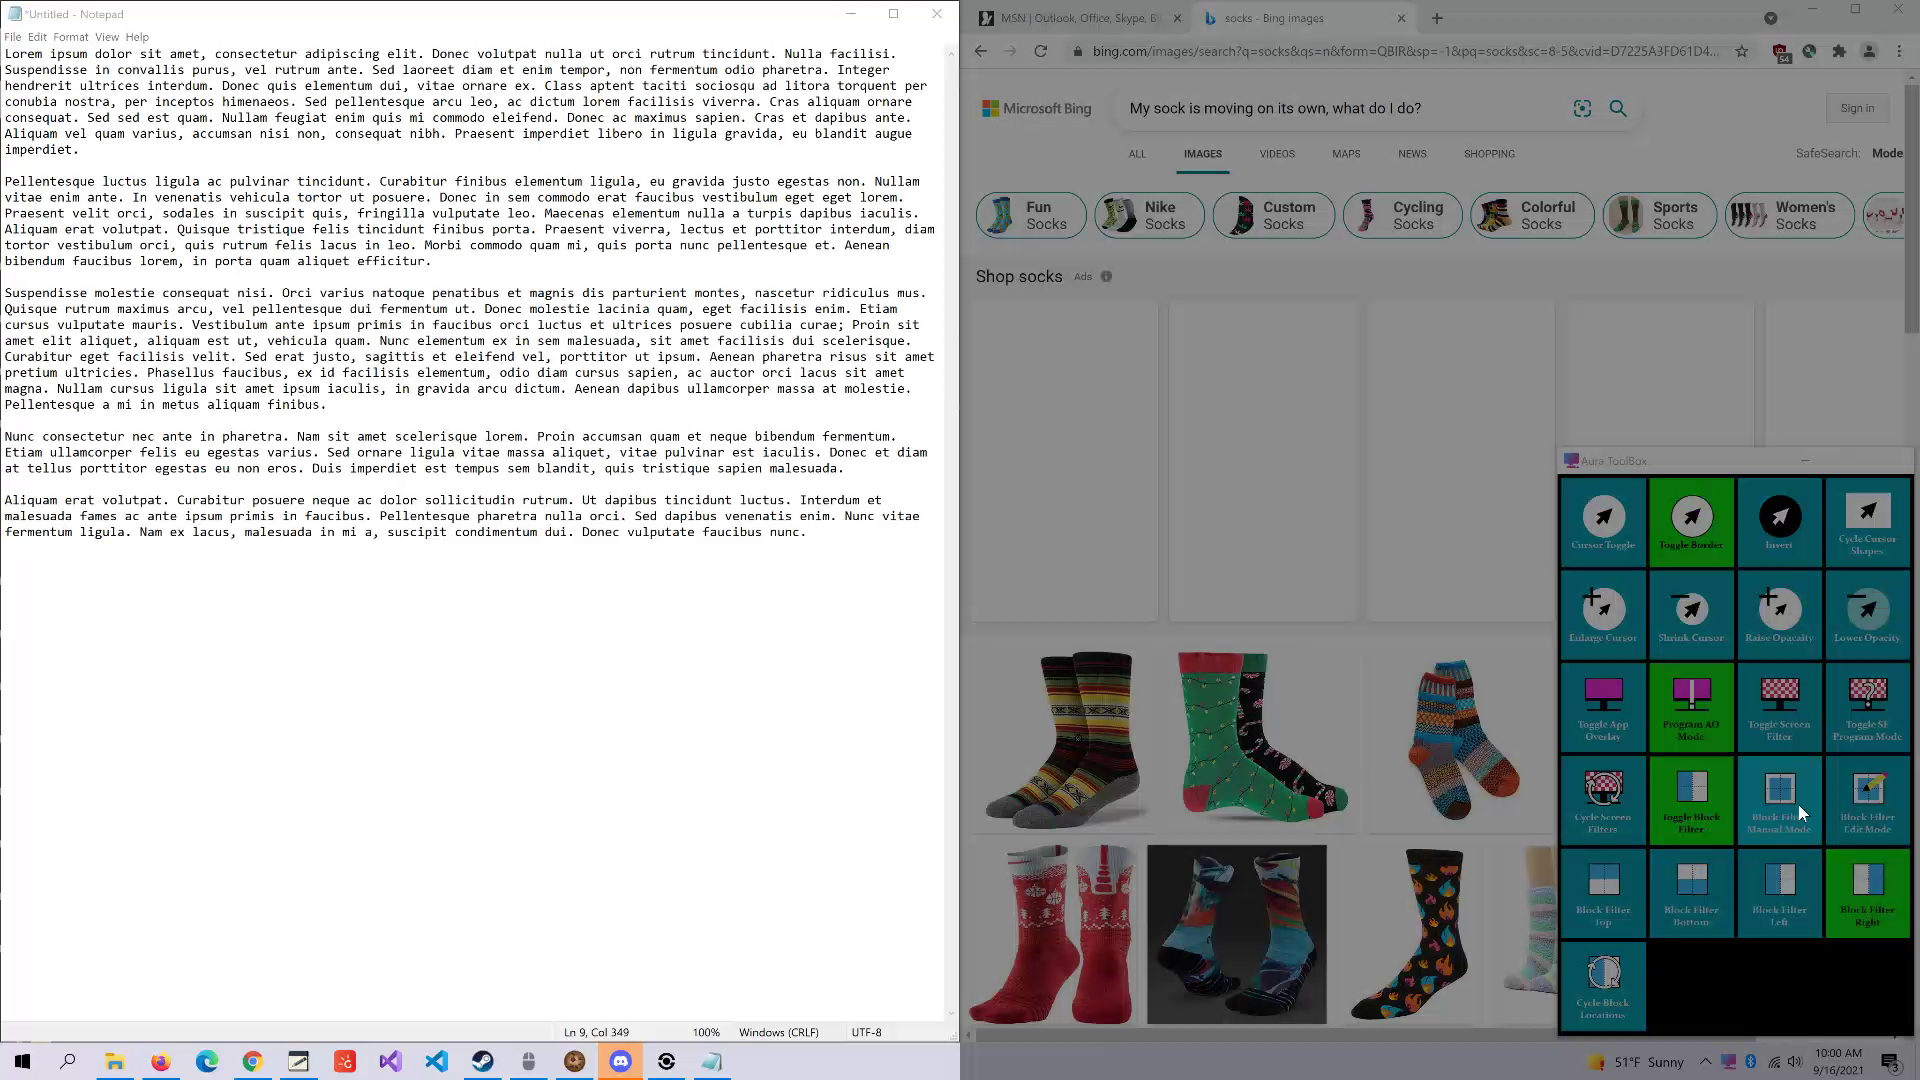 *Untitled - Notepad
File Edit Format View Help
Lorem ipsum dolor sit amet, consectetur adipiscing elit. Donec volutpat nulla ut orci rutrum tincidunt. Nulla facilisi.
Suspendisse in convallis purus, vel rutrum ante. Sed laoreet diam et enim tempor, non fermentum odio pharetra. Integer
hendrerit ultrices interdum. Donec quis elementum dui, vitae ornare ex. Class aptent taciti sociosqu ad litora torquent per
conubia nostra, per inceptos himenaeos. Sed pellentesque arcu leo, ac dictum lorem facilisis viverra. Cras aliquam ornare
consequat. Sed sed est quam. Nullam feugiat enim quis mi commodo eleifend. Donec ac maximus sapien. Cras et dapibus ante.
Aliquam vel quam varius, accumsan nisi non, consequat nibh. Praesent imperdiet libero in ligula gravida, eu blandit augue
imperdiet.
Pellentesque luctus ligula ac pulvinar tincidunt. Curabitur finibus elementum ligula, eu gravida justo egestas non. Nullam
vitae enim ante. In venenatis vehicula tortor ut posuere. Donec in sem commodo erat faucibus vestibulum eget eget lorem.
Praesent velit orci, sodales in suscipit quis, fringilla vulputate leo. Maecenas elementum nulla a turpis dapibus iaculis.
Aliquam erat volutpat. Quisque tristique felis tincidunt finibus porta. Praesent viverra, lectus et porttitor interdum, diam
tortor vestibulum orci, quis rutrum felis lacus in leo. Morbi commodo quam mi, quis porta nunc pellentesque et. Aenean
bibendum faucibus lorem, in porta quam aliquet efficitur.
Suspendisse molestie consequat nisi. Orci varius natoque penatibus et magnis dis parturient montes, nascetur ridiculus mus.
Quisque rutrum maximus arcu, vel pellentesque dui fermentum ut. Donec molestie lacinia quam, eget facilisis enim. Etiam
cursus vulputate mauris. Vestibulum ante ipsum primis in faucibus orci luctus et ultrices posuere cubilia curae; Proin sit
amet elit aliquet, aliquam est ut, vehicula quam. Nunc elementum ex in sem malesuada, sit amet facilisis dui scelerisque.
Curabitur eget facilisis velit. Sed erat justo, sagittis et eleifend vel, porttitor ut ipsum. Aenean pharetra risus sit amet
pretium ultricies. Phasellus faucibus, ex id facilisis elementum, odio diam cursus sapien, ac auctor orci lacus sit amet
magna. Nullam cursus ligula sit amet ipsum iaculis, in gravida arcu dictum. Aenean dapibus ullamcorper massa at molestie.
Pellentesque a mi in metus aliquam finibus.
Nunc consectetur nec ante in pharetra. Nam sit amet scelerisque lorem. Proin accumsan quam et neque bibendum fermentum.
Etiam ullamcorper felis eu egestas varius. Sed ornare ligula vitae massa aliquet, vitae pulvinar est iaculis. Donec et diam
at tellus porttitor egestas eu non eros. Duis imperdiet est tempus sem blandit, quis tristique sapien malesuada.
Aliquam erat volutpat. Curabitur posuere neque ac dolor sollicitudin rutrum. Ut dapibus tincidunt luctus. Interdum et
malesuada fames ac ante ipsum primis in faucibus. Pellentesque pharetra nulla orci. Sed dapibus venenatis enim. Nunc vitae
fermentum ligula. Nam ex lacus, malesuada in mi a, suscipit condimentum dui. Donec vulputate faucibus nunc.
Ln 9, Col 349 100% Windows (CRLF) UTF-8
MSN | Outlook, Office, Skype, B
socks - Bing images
bing.com/images/search?q=socks&qs=n&form=QBIR&sp=-1&pq=socks&sc=8-5&cvid=D7225A3FD61D4...
54
Microsoft Bing
My sock is moving on its own, what do I do?
Sign in
ALL IMAGES VIDEOS MAPS NEWS SHOPPING
SafeSearch: Mode
Fun
Socks
Nike
Socks
Custom
Socks
Cycling
Socks
Colorful
Socks
Sports
Socks
Women's
Socks
Shop socks Ads
Aura ToolBox
Cursor Toggle
Toggle Border
Invert
Cycle Cursor
Shapes
Enlarge Cursor
Shrink Cursor
Raise Opacaity
Lower Opacity
Toggle App
Overlay
Program AO
Mode
Toggle Screen
Filter
Toggle SF
Program Mode
Cycle Screen
Filters
Toggle Block
Filter
Block Filter
Manual Mode
Block Filter
Edit Mode
Block Filter
Top
Block Filter
Bottom
Block Filter
Left
Block Filter
Right
Cycle Block
Locations
51°F Sunny
10:00 AM
9/16/2021
3